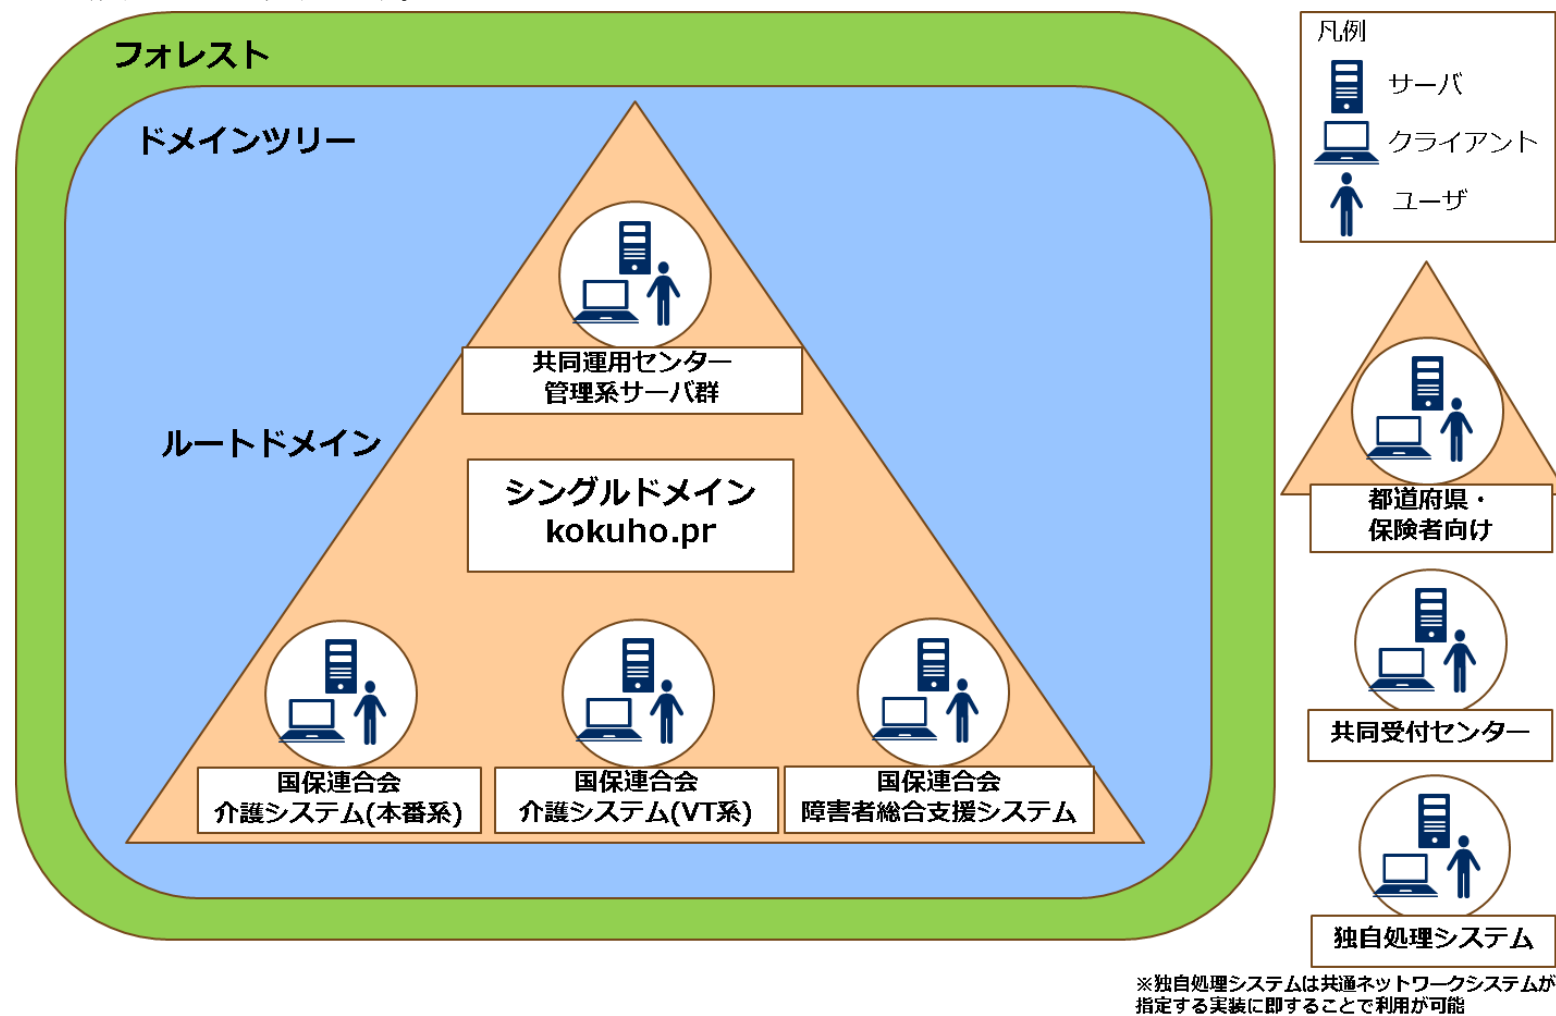 フォレスト
ドメインツリー
共同運用センター
管理系サーバ群
ルートドメイン
シングルドメイン
kokuho.pr
国保連合会
介護システム(本番系)
国保連合会
介護システム(VT系)
国保連合会
障害者総合支援システム
凡例
サーバ
クライアント
ユーザ
都道府県・
保険者向け
共同受付センター
独自処理システム
※独自処理システムは共通ネットワークシステムが
指定する実装に即することで利用が可能